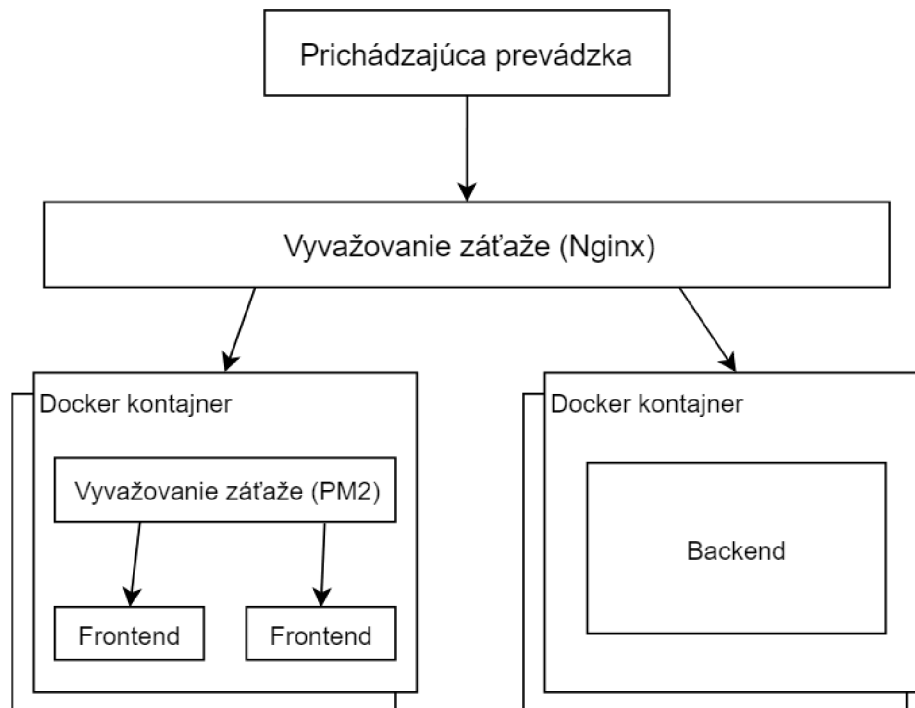 Prichádzajúca prevádzka
Vyvažovanie záťaže (Nginx)
Docker kontajner
Vyvažovanie záťaže (PM2)
Frontend
Frontend
Docker kontajner
Backend